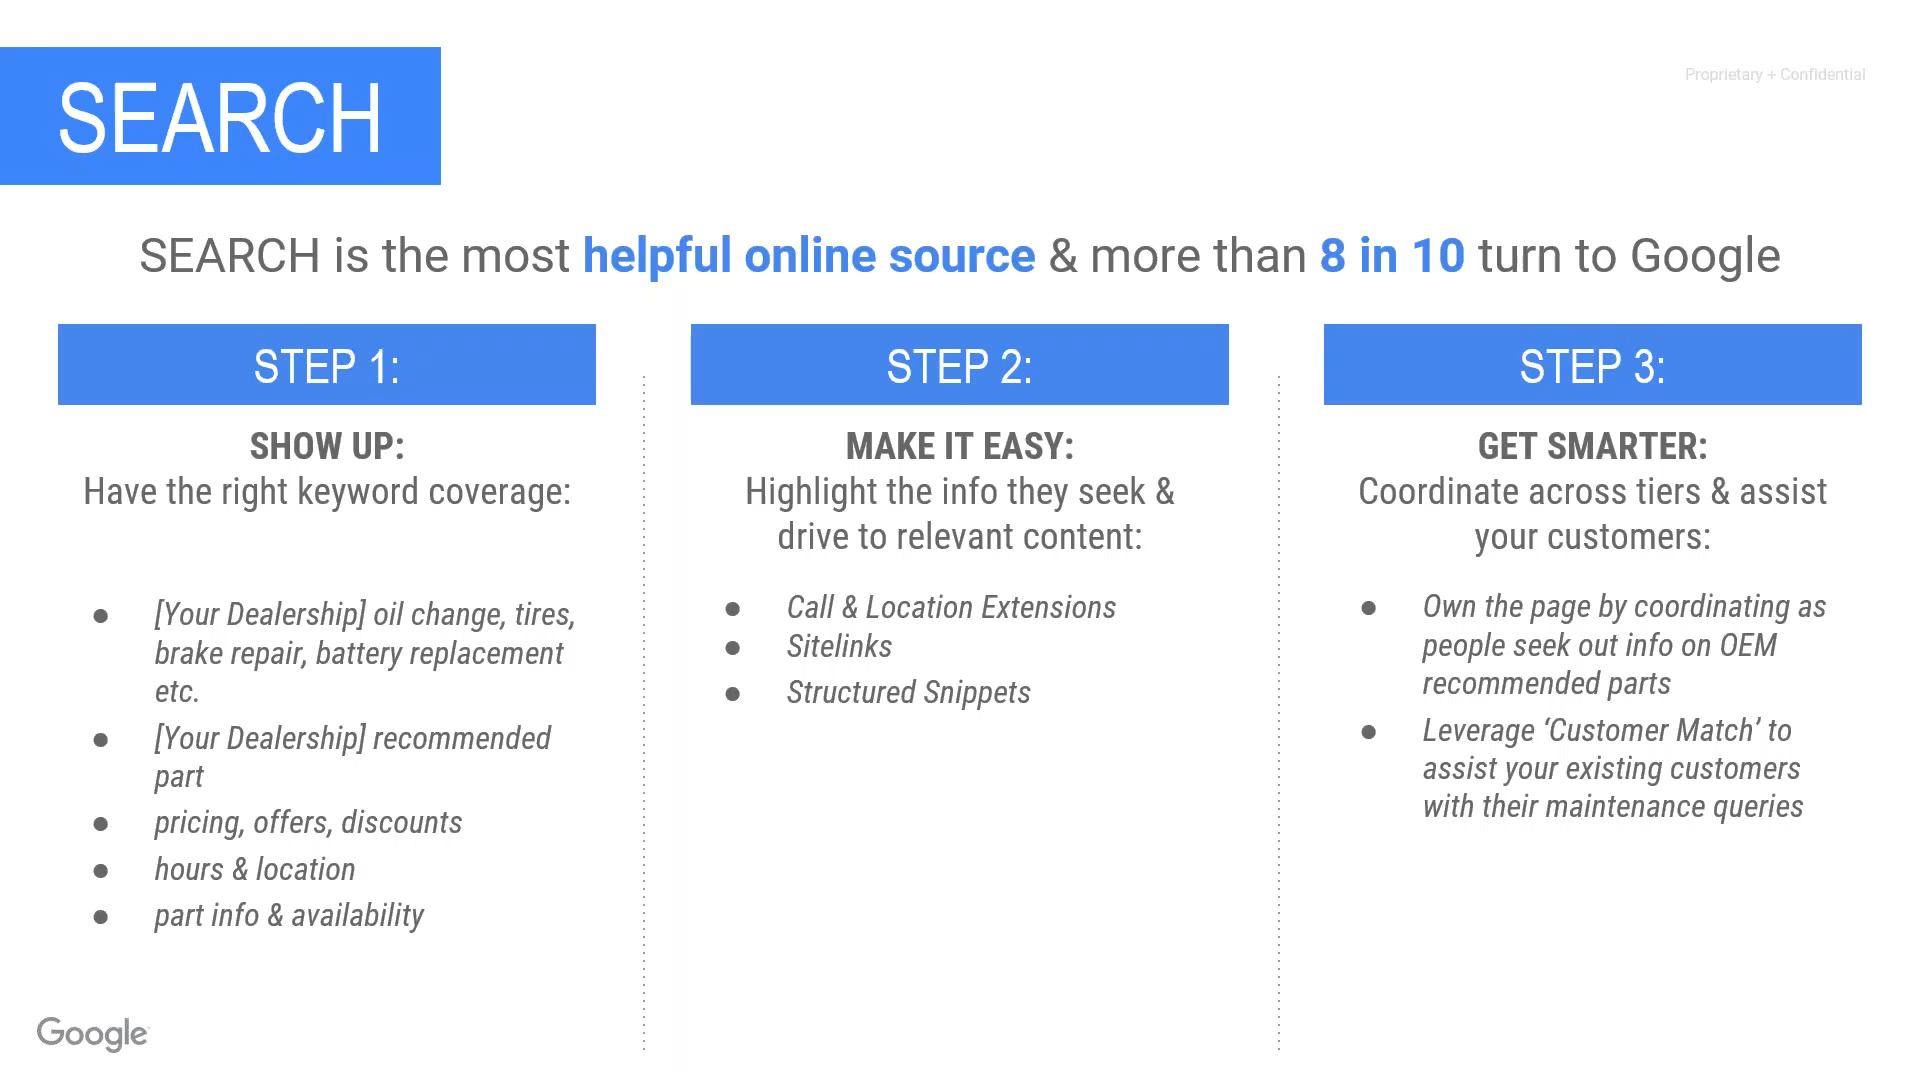 SEARCH
Proprietary + Confidential
SEARCH is the most helpful online source & more than 8 in 10 turn to Google
STEP 1:
SHOW UP:
Have the right keyword coverage:
● [Your Dealership] oil change, tires,
brake repair, battery replacement
etc.
● [Your Dealership] recommended
part
● pricing, offers, discounts
● hours & location
● part info & availability
STEP 2:
MAKE IT EASY:
Highlight the info they seek &
drive to relevant content:
● Call & Location Extensions
● Sitelinks
● Structured Snippets
STEP 3:
GET SMARTER:
Coordinate across tiers & assist
your customers:
● Own the page by coordinating as
people seek out info on OEM
recommended parts
● Leverage ‘Customer Match’ to
assist your existing customers
with their maintenance queries
Google